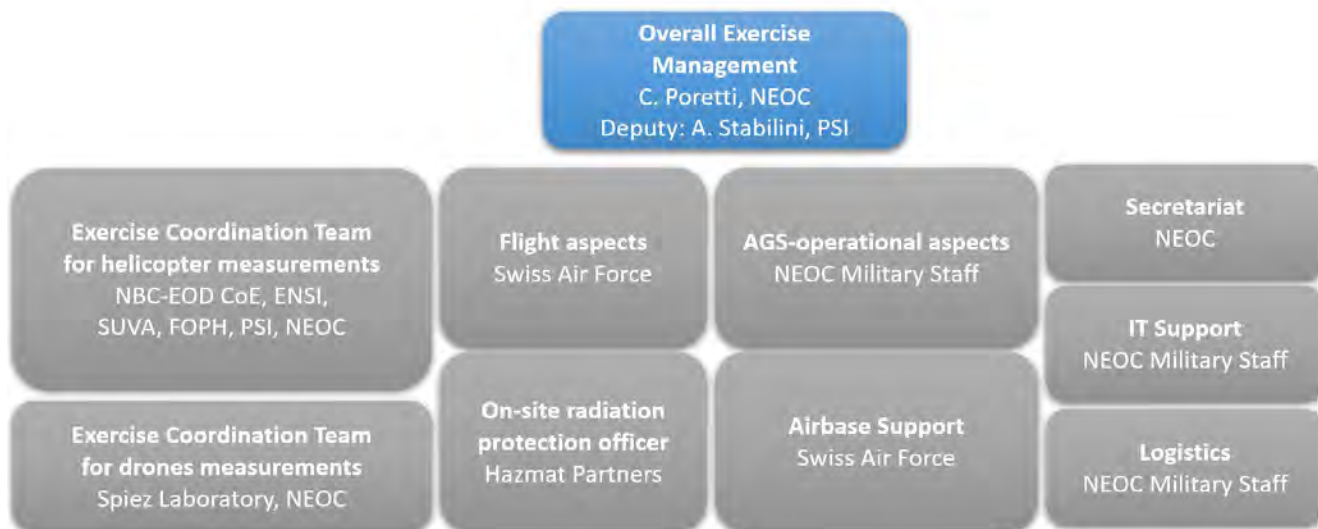 Overall Exercise
Management
C. Poretti, NEOC
Deputy: A. Stabilini, PSI
Exercise Coordination Team
for helicopter measurements
NBC-EOD CoE, ENSI,
SUVA, FOPH, PSI, NEOC
Exercise Coordination Team
for drones measurements
Spiez Laboratory, NEOC
Flight aspects
Swiss Air Force
On-site radiation
protection officer
Hazmat Partners
AGS-operational aspects
NEOC Military Staff
Airbase Support
Swiss Air Force
Secretariat
NEOC
IT Support
NEOC Military Staff
Logistics
NEOC Military Staff